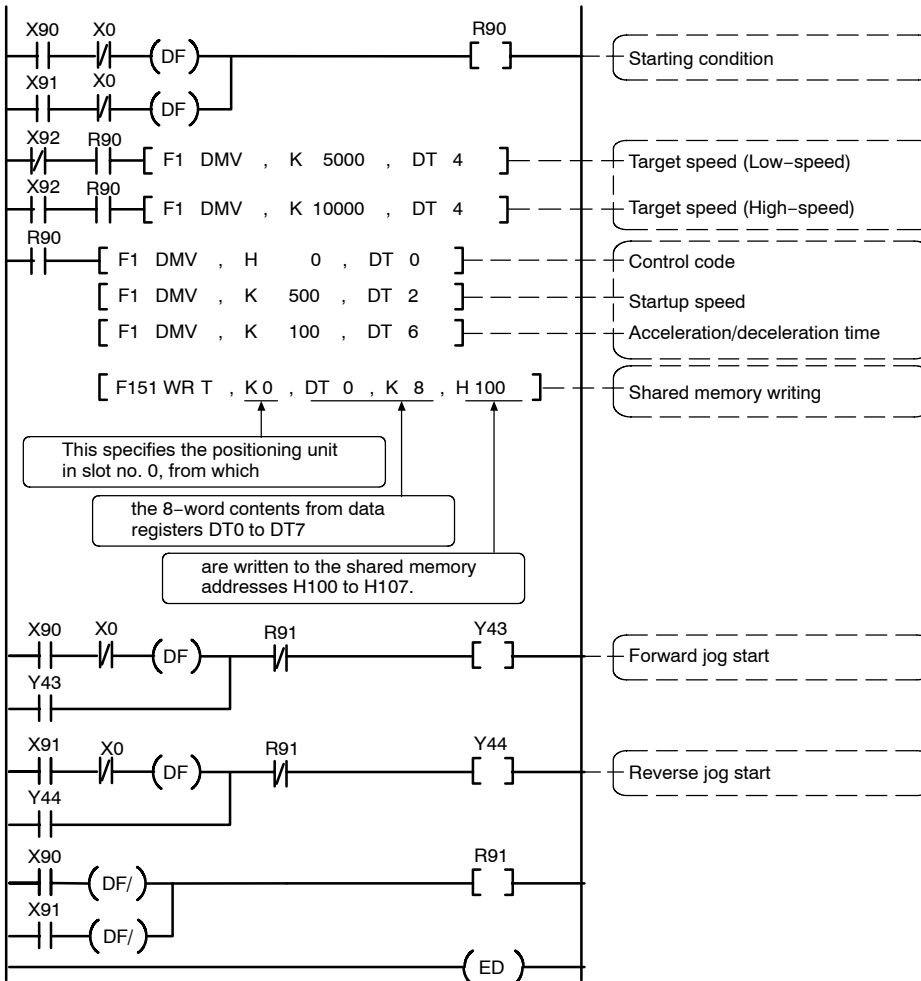 X90 X0 R90
(DF) [ ] Starting condition
X91 X0
(DF)
X92 R90
[ F1 DMV , K 5000 , DT 4 ] Target speed (Low−speed)
X92 R90
[ F1 DMV , K 10000 , DT 4 ] Target speed (High−speed)
R90
[ F1 DMV , H 0 , DT 0 ] Control code
[ F1 DMV , K 500 , DT 2 ] Startup speed
[ F1 DMV , K 100 , DT 6 ] Acceleration/deceleration time
[ F151 WR T , K 0 , DT 0 , K 8 , H 100 ] Shared memory writing
This specifies the positioning unit
in slot no. 0, from which
the 8−word contents from data
registers DT0 to DT7
are written to the shared memory
addresses H100 to H107.
X90 X0 R91 Y43
(DF) [ ] Forward jog start
Y43
X91 X0 R91 Y44
(DF) [ ] Reverse jog start
Y44
X90 R91
(DF/) [ ]
X91
(DF/)
(ED)